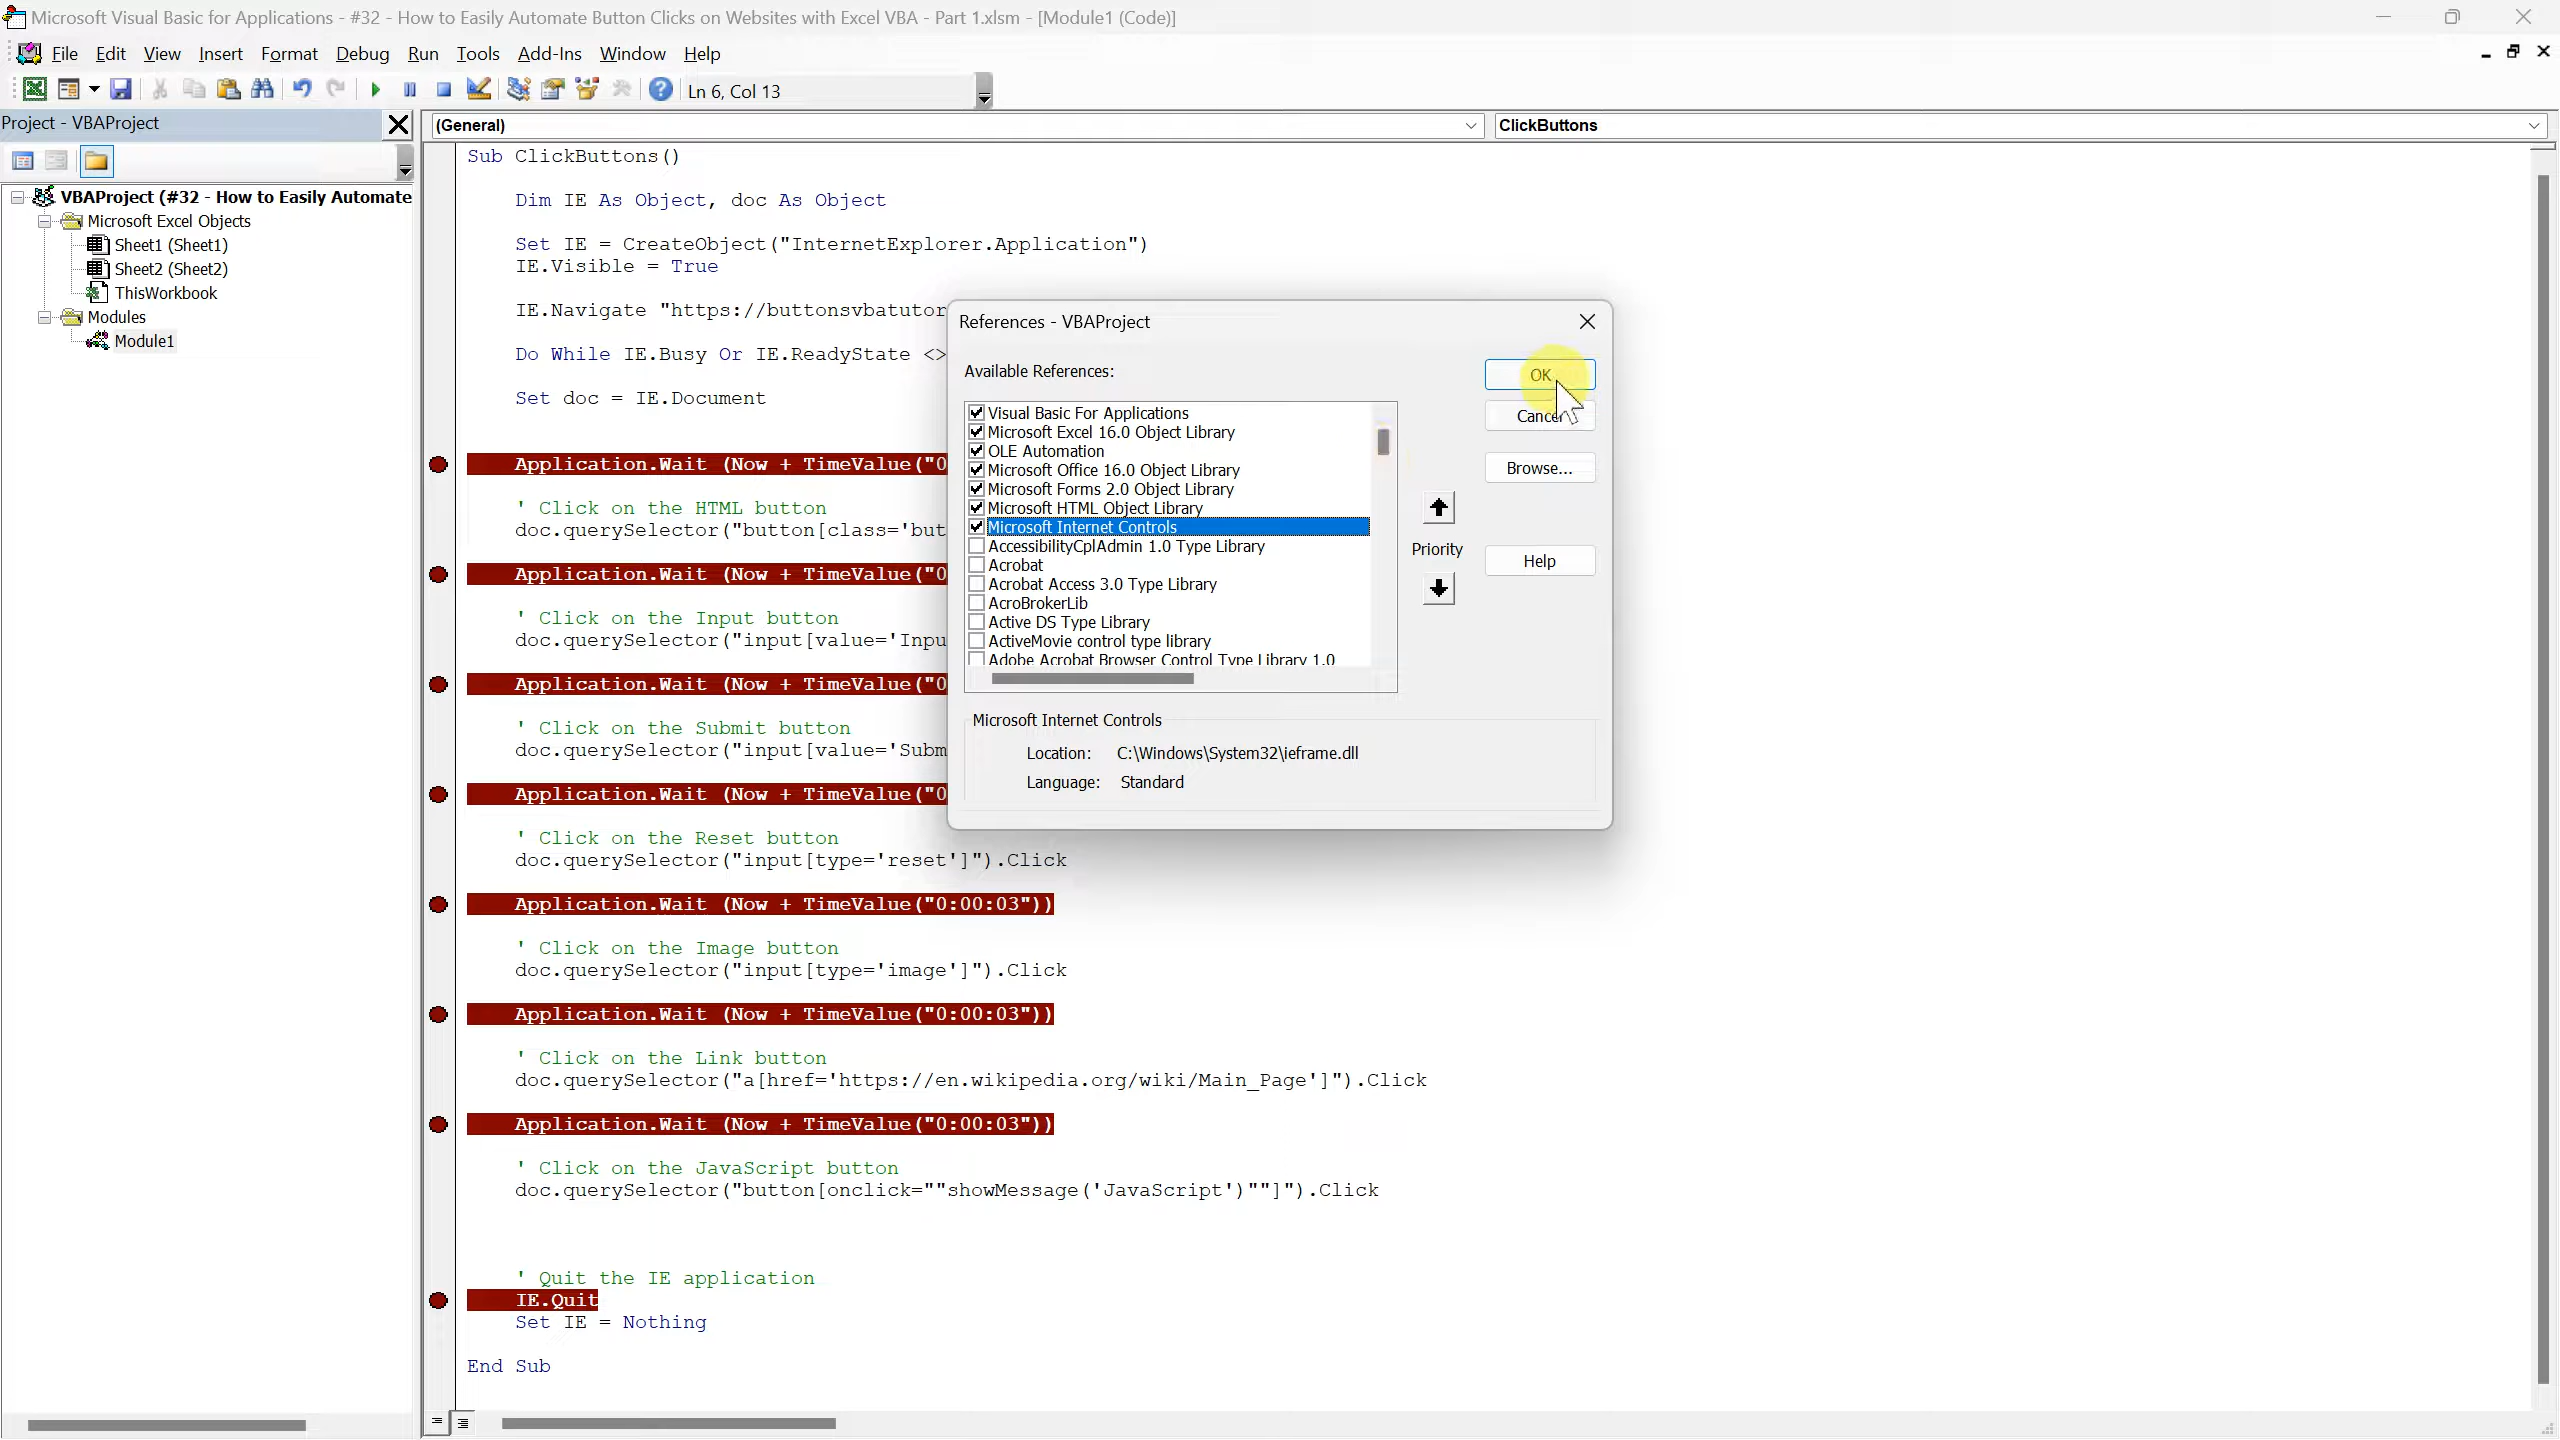 Microsoft Visual Basic for Applications - #32 - How to Easily Automate Button Clicks on Websites with Excel VBA - Part 1.xlsm - [Module1 (Code)]
File Edit View Insert Format Debug Run Tools Add-Ins Window Help
Ln 6, Col 13
Project - VBAProject
(General)
ClickButtons
VBAProject (#32 - How to Easily Automate
Microsoft Excel Objects
Sheet1 (Sheet1)
Sheet2 (Sheet2)
ThisWorkbook
Modules
Module1
Sub ClickButtons()
Dim IE As Object, doc As Object
Set IE = CreateObject("InternetExplorer.Application")
IE.Visible = True
IE.Navigate "https://buttonsvbatutor
Do While IE.Busy Or IE.ReadyState <>
Set doc = IE.Document
Application.Wait (Now + TimeValue("0
' Click on the HTML button
doc.querySelector("button[class='but
Application.Wait (Now + TimeValue("0
' Click on the Input button
doc.querySelector("input[value='Inpu
Application.Wait (Now + TimeValue("0
' Click on the Submit button
doc.querySelector("input[value='Subm
Application.Wait (Now + TimeValue("0
' Click on the Reset button
doc.querySelector("input[type='reset']").Click
Application.Wait (Now + TimeValue("0:00:03"))
' Click on the Image button
doc.querySelector("input[type='image']").Click
Application.Wait (Now + TimeValue("0:00:03"))
' Click on the Link button
doc.querySelector("a[href='https://en.wikipedia.org/wiki/Main_Page']").Click
Application.Wait (Now + TimeValue("0:00:03"))
' Click on the JavaScript button
doc.querySelector("button[onclick=""showMessage('JavaScript')""]").Click
' Quit the IE application
IE.Quit
Set IE = Nothing
End Sub
References - VBAProject
Available References:
Visual Basic For Applications
Microsoft Excel 16.0 Object Library
OLE Automation
Microsoft Office 16.0 Object Library
Microsoft Forms 2.0 Object Library
Microsoft HTML Object Library
Microsoft Internet Controls
AccessibilityCplAdmin 1.0 Type Library
Acrobat
Acrobat Access 3.0 Type Library
AcroBrokerLib
Active DS Type Library
ActiveMovie control type library
Adobe Acrobat Browser Control Type Library 1.0
OK
Cancel
Browse...
Priority
Help
Microsoft Internet Controls
Location: C:\Windows\System32\ieframe.dll
Language: Standard